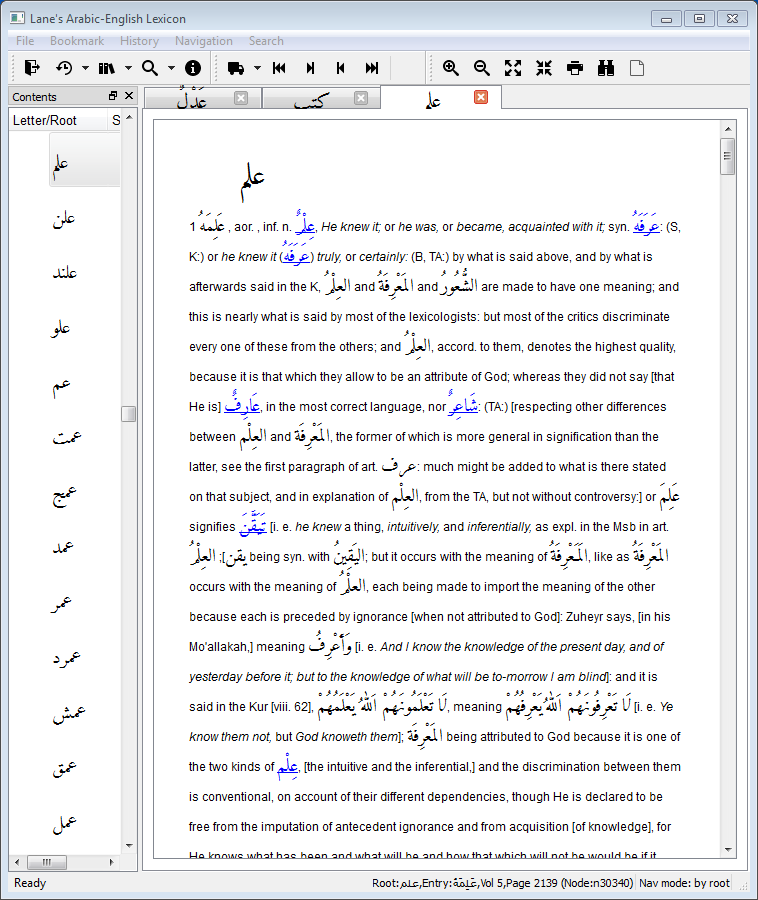 Lane's Arabic-English Lexicon
File Bookmark History Navigation Search
Contents
عَدْلٌ كتب علم
Letter/Root S
علم
علن
علند
علو
عم
عمت
عميج
عمد
عمر
عمرد
عمش
عمق
عمل
علم
1 عَلِمَهُ , aor. , inf. n. عِلْمٌ, He knew it; or he was, or became, acquainted with it; syn. عَرَفَهُ: (S,
K:) or he knew it (عَرَفَهُ) truly, or certainly: (B, TA:) by what is said above, and by what is
afterwards said in the K, العِلْمُ and المَعْرِفَةُ and الشُّعُورُ are made to have one meaning; and
this is nearly what is said by most of the lexicologists: but most of the critics discriminate
every one of these from the others; and العِلْمُ, accord. to them, denotes the highest quality,
because it is that which they allow to be an attribute of God; whereas they did not say [that
He is] عَارِفٌ, in the most correct language, nor شَاعِرٌ: (TA:) [respecting other differences
between العِلْم and المَعْرِفَة, the former of which is more general in signification than the
latter, see the first paragraph of art. عرف: much might be added to what is there stated
on that subject, and in explanation of العِلْم, from the TA, but not without controversy:] or عَلِمَ
signifies تَيَقَّنَ [i. e. he knew a thing, intuitively, and inferentially, as expl. in the Msb in art.
يقن]; العِلْمُ being syn. with اليَقِينُ; but it occurs with the meaning of المَعْرِفَةُ, like as المَعْرِفَةُ
occurs with the meaning of العِلْمُ, each being made to import the meaning of the other
because each is preceded by ignorance [when not attributed to God]: Zuheyr says, [in his
Mo'allakah,] meaning وَأَعْرِفُ [i. e. And I know the knowledge of the present day, and of
yesterday before it; but to the knowledge of what will be to-morrow I am blind]: and it is
said in the Kur [viii. 62], لَا تَعْلَمُونَهُمْ اَللّٰهُ يَعْلَمُهُمْ, meaning لَا تَعْرِفُونَهُمْ اَللّٰهُ يَعْرِفُهُمْ [i. e. Ye
know them not, but God knoweth them]; المَعْرِفَة being attributed to God because it is one of
the two kinds of عِلْم, [the intuitive and the inferential,] and the discrimination between them
is conventional, on account of their different dependencies, though He is declared to be
free from the imputation of antecedent ignorance and from acquisition [of knowledge], for
He knows what has been and what will be and how that which will not be would be if it
Ready Root:علم,Entry:عَيْلِمَةٌ,Vol 5,Page 2139 (Node:n30340) Nav mode: by root